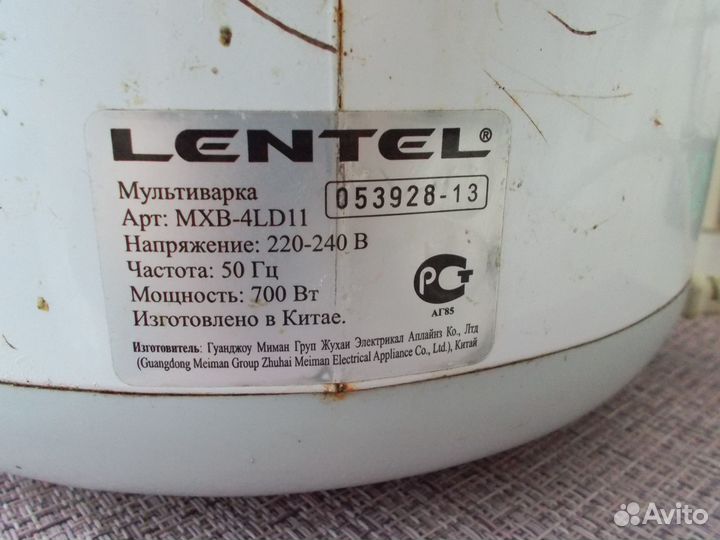 LENTEL®
Мультиварка
053928-13
Арт: MXB-4LD11
Напряжение: 220-240 В
Частота: 50 Гц
Мощность: 700 Вт
Изготовлено в Китае.
РСТ
АГ85
Изготовитель: Гуанджоу Миман Груп Жухаи Электрикал Аплайнз Ко., Лтд
(Guangdong Meiman Group Zhuhai Meiman Electrical Appliance Co., Ltd.), Китай
Avito